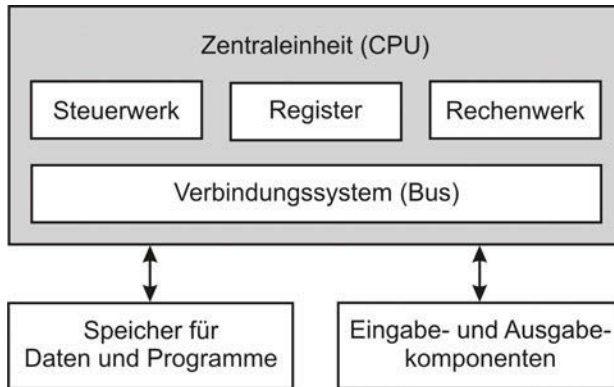 Zentraleinheit (CPU)
Steuerwerk
Register
Rechenwerk
Verbindungssystem (Bus)
Speicher für
Daten und Programme
Eingabe- und Ausgabe-
komponenten